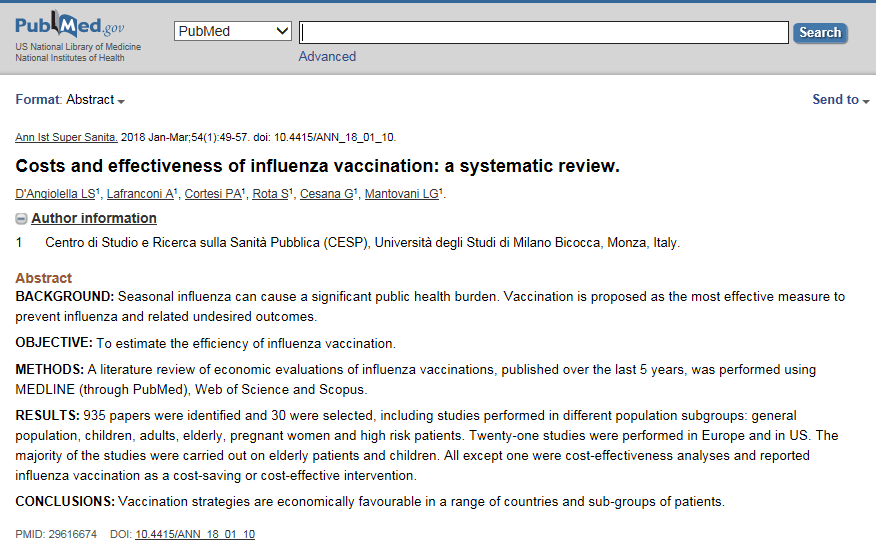 PubMed.gov
US National Library of Medicine
National Institutes of Health
PubMed
Search
Advanced
Format: Abstract
Send to
Ann Ist Super Sanita. 2018 Jan-Mar;54(1):49-57. doi: 10.4415/ANN_18_01_10.
Costs and effectiveness of influenza vaccination: a systematic review.
D'Angiolella LS1, Lafranconi A1, Cortesi PA1, Rota S1, Cesana G1, Mantovani LG1.
Author information
1 Centro di Studio e Ricerca sulla Sanità Pubblica (CESP), Università degli Studi di Milano Bicocca, Monza, Italy.
Abstract
BACKGROUND: Seasonal influenza can cause a significant public health burden. Vaccination is proposed as the most effective measure to
prevent influenza and related undesired outcomes.
OBJECTIVE: To estimate the efficiency of influenza vaccination.
METHODS: A literature review of economic evaluations of influenza vaccinations, published over the last 5 years, was performed using
MEDLINE (through PubMed), Web of Science and Scopus.
RESULTS: 935 papers were identified and 30 were selected, including studies performed in different population subgroups: general
population, children, adults, elderly, pregnant women and high risk patients. Twenty-one studies were performed in Europe and in US. The
majority of the studies were carried out on elderly patients and children. All except one were cost-effectiveness analyses and reported
influenza vaccination as a cost-saving or cost-effective intervention.
CONCLUSIONS: Vaccination strategies are economically favourable in a range of countries and sub-groups of patients.
PMID: 29616674 DOI: 10.4415/ANN_18_01_10